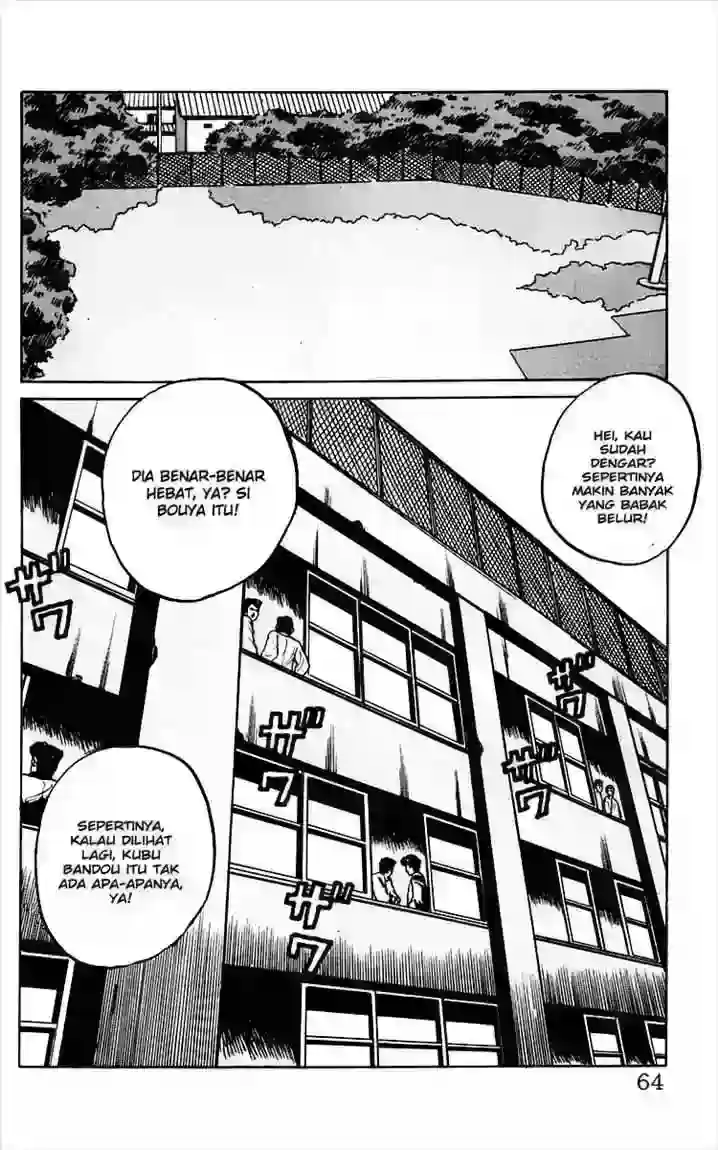 HEI, KAU
SUDAH
DENGAR?
SEPERTINYA
MAKIN BANYAK
YANG BABAK
BELUR!
DIA BENAR-BENAR
HEBAT, YA? SI
BOUYA ITU!
ザワ
ザワ
ザワ
ザワ
SEPERTINYA,
KALAU DILIHAT
LAGI, KUBU
BANDOU ITU TAK
ADA APA-APANYA,
YA!
64